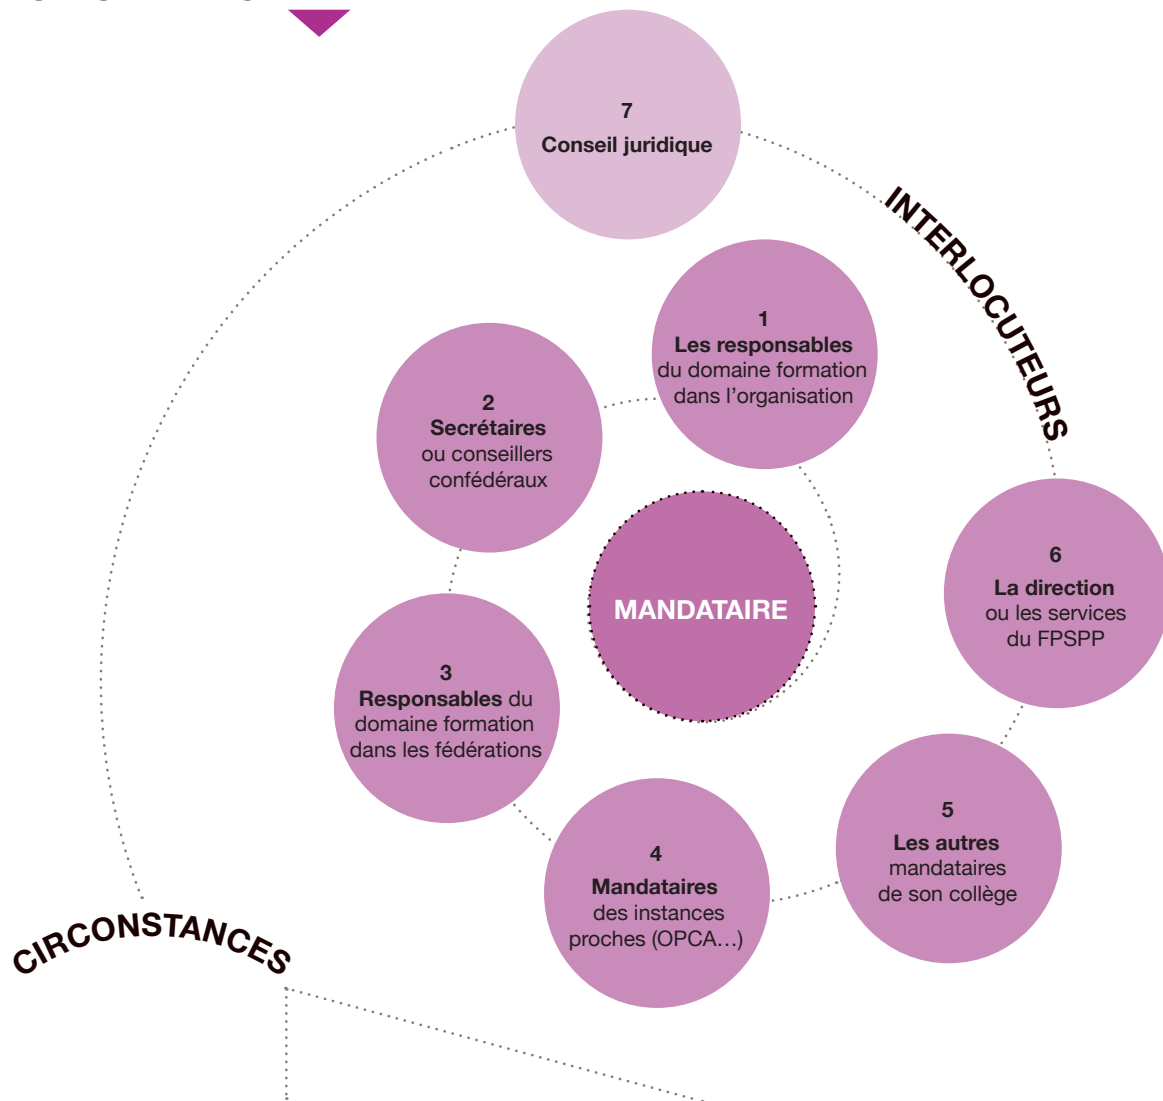 7
Conseil juridique
INTERLOCUTEURS
1
Les responsables
du domaine formation
dans l’organisation
2
Secrétaires
ou conseillers
confédéraux
MANDATAIRE
6
La direction
ou les services
du FPSPP
3
Responsables du
domaine formation
dans les fédérations
5
Les autres
mandataires
de son collège
4
Mandataires
des instances
proches (OPCA…)
CIRCONSTANCES